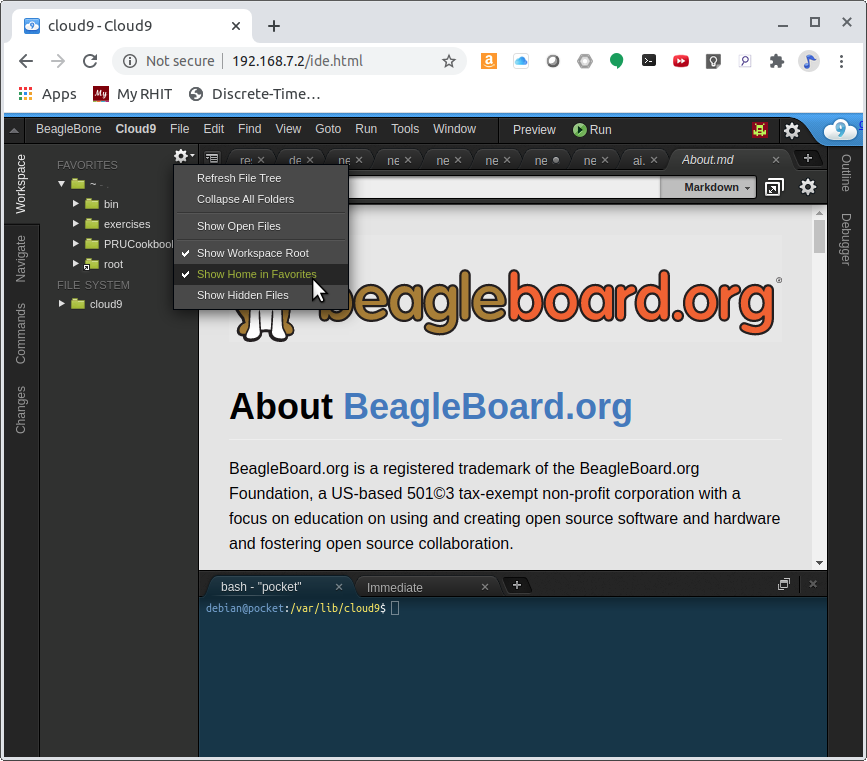 cloud9 - Cloud9
Not secure 192.168.7.2/ide.html
Apps My RHIT Discrete-Time…
BeagleBone Cloud9 File Edit Find View Goto Run Tools Window Preview Run
Workspace
Navigate
Commands
Changes
FAVORITES
~
bin
exercises
PRUCookboo
root
FILE SYSTEM
cloud9
Refresh File Tree
Collapse All Folders
Show Open Files
Show Workspace Root
Show Home in Favorites
Show Hidden Files
de ne ne ne ne ne ne ai. About.md
Markdown
beagleboard.org®
About BeagleBoard.org
BeagleBoard.org is a registered trademark of the BeagleBoard.org
Foundation, a US-based 501©3 tax-exempt non-profit corporation with a
focus on education on using and creating open source software and hardware
and fostering open source collaboration.
bash - "pocket" Immediate
debian@pocket:/var/lib/cloud9$
Outline
Debugger